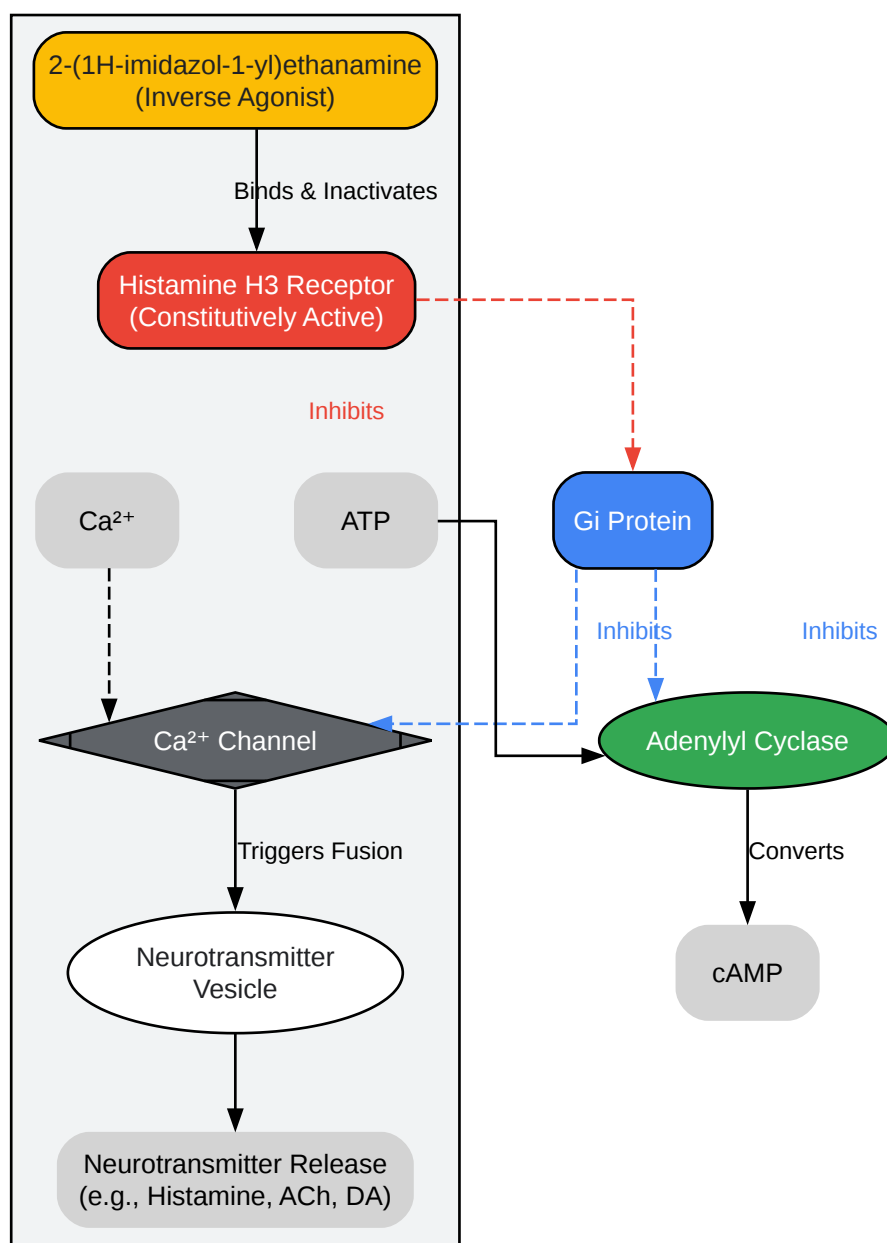 2-(1H-imidazol-1-yl)ethanamine
(Inverse Agonist)
Binds & Inactivates
Histamine H3 Receptor
(Constitutively Active)
Inhibits
Ca²⁺
ATP
Gi Protein
Inhibits
Inhibits
Ca²⁺ Channel
Adenylyl Cyclase
Triggers Fusion
Converts
Neurotransmitter
Vesicle
cAMP
Neurotransmitter Release
(e.g., Histamine, ACh, DA)